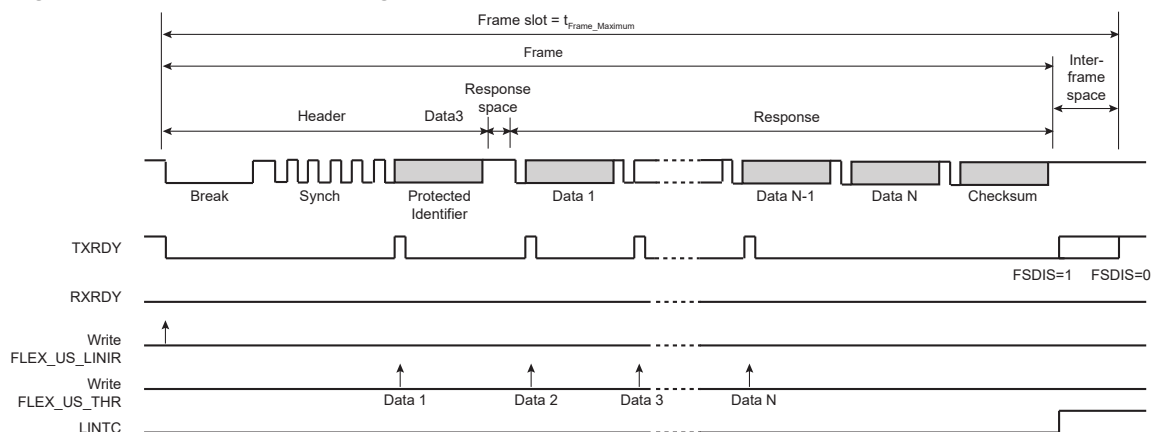 Frame slot = tFrame_Maximum
Frame
Inter-
frame
space
Response
space
Header
Data3
Response
Break
Synch
Protected
Identifier
Data 1
Data N-1
Data N
Checksum
TXRDY
FSDIS=1
FSDIS=0
RXRDY
Write
FLEX_US_LINIR
Write
FLEX_US_THR
Data 1
Data 2
Data 3
Data N
LINTC